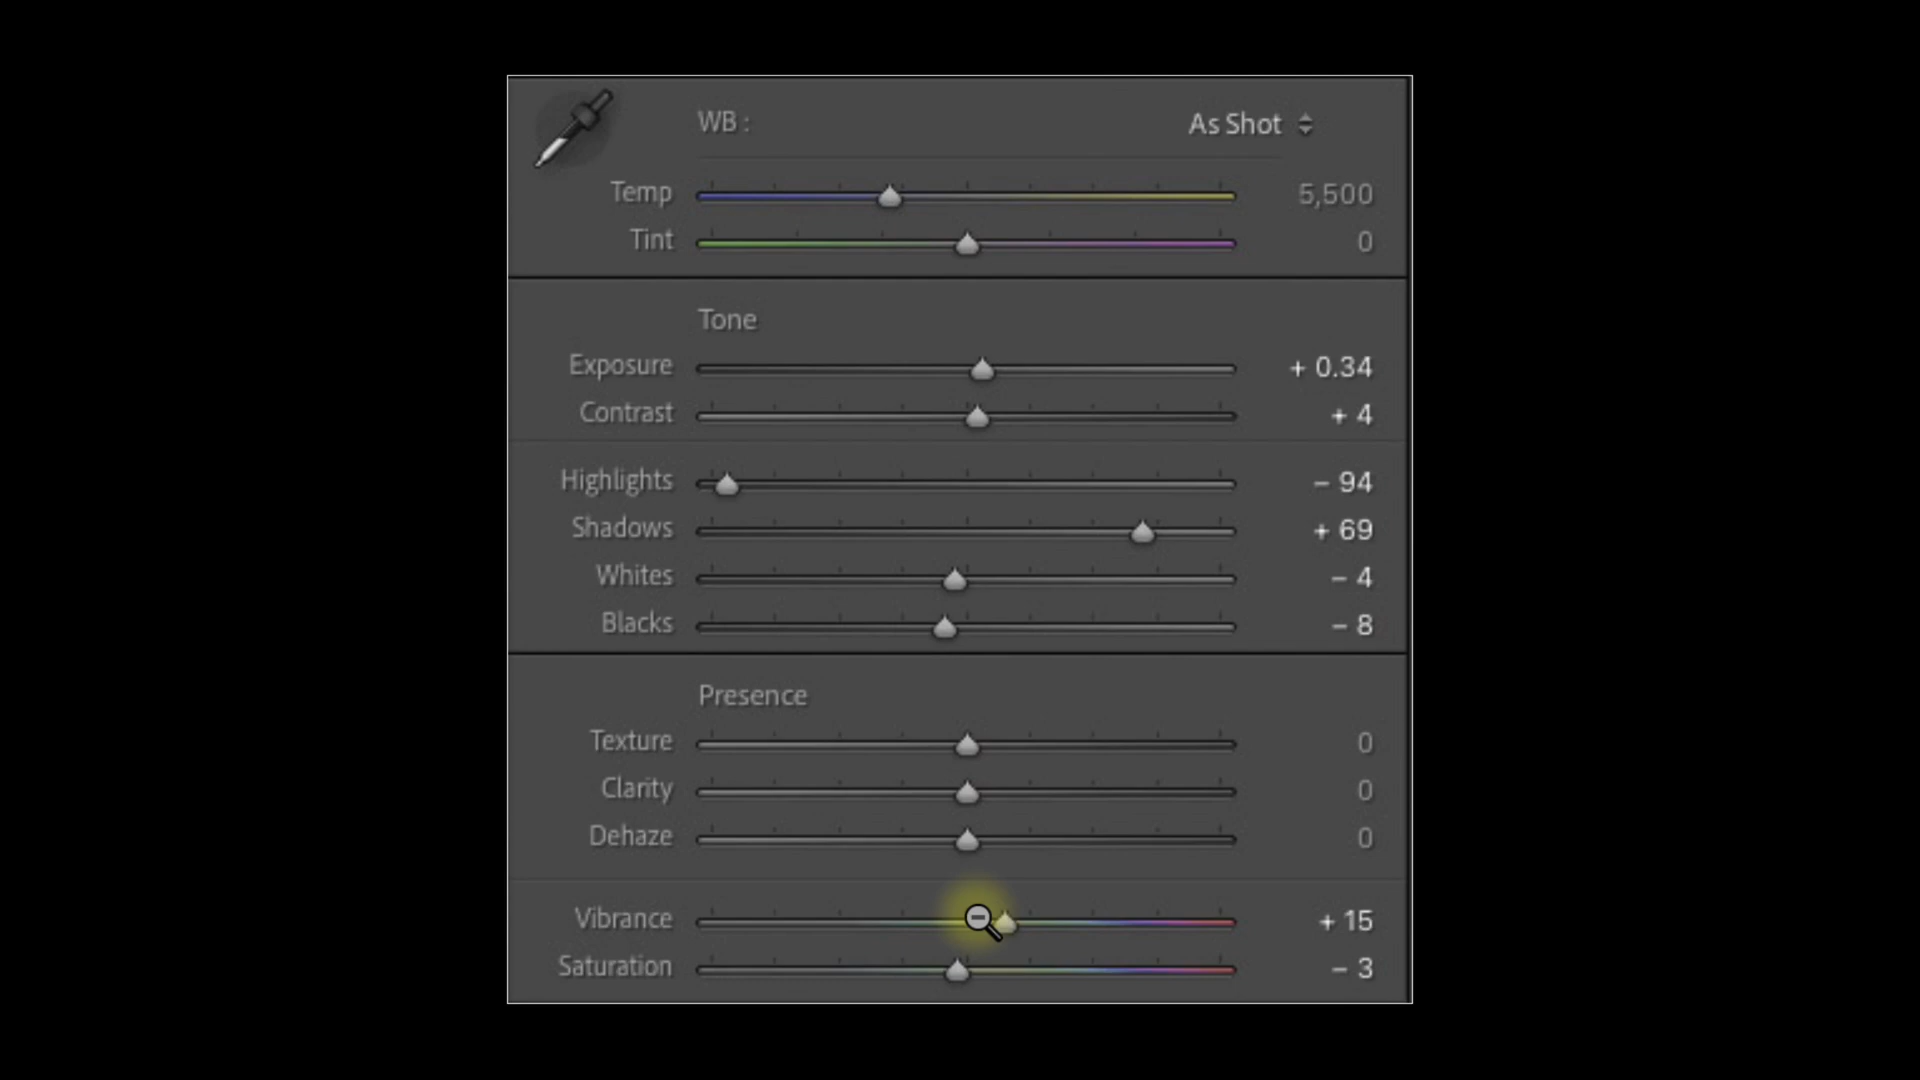 WB : As Shot
Temp 5,500
Tint 0
Tone
Exposure + 0.34
Contrast + 4
Highlights – 94
Shadows + 69
Whites – 4
Blacks – 8
Presence
Texture 0
Clarity 0
Dehaze 0
Vibrance + 15
Saturation – 3